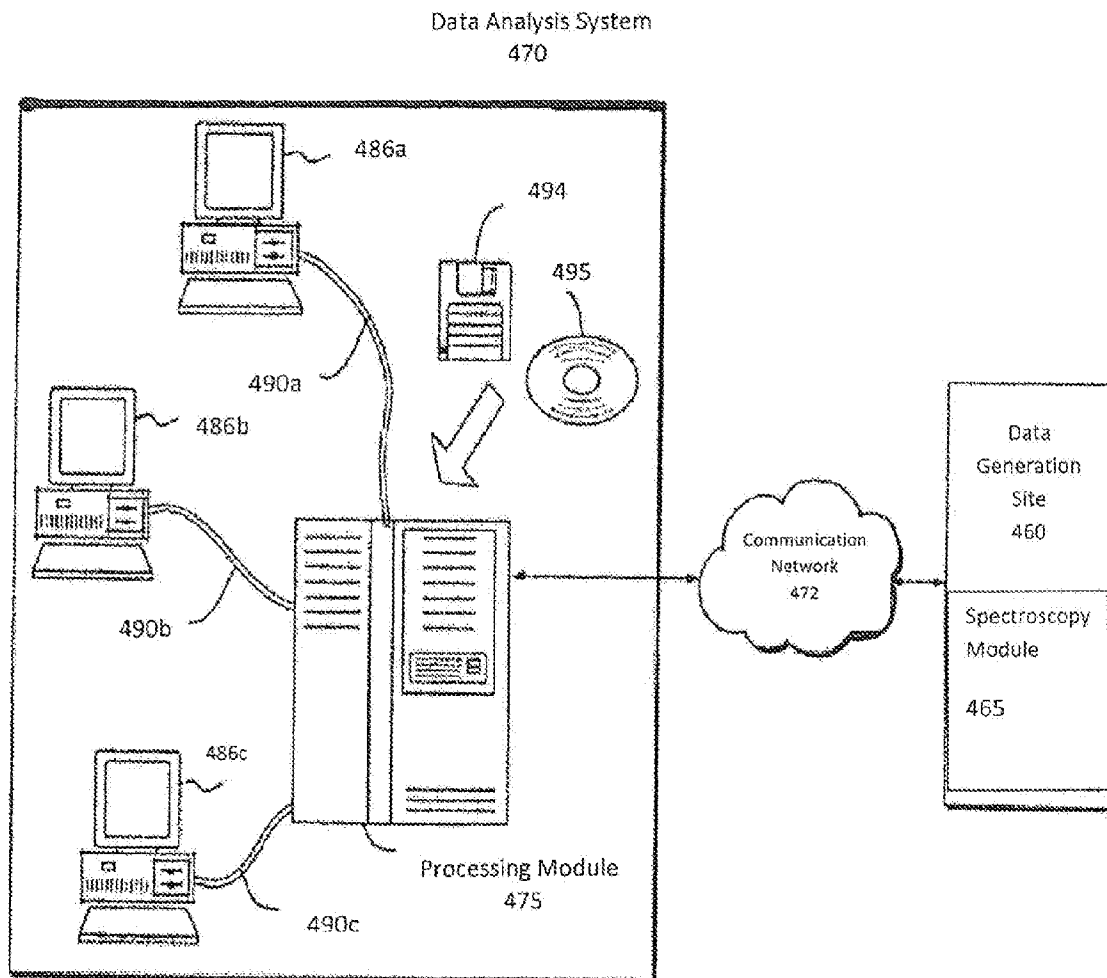 Data Analysis System
470
486a
494
495
490a
486b
Data
Generation
Site
460
Communication
Network
472
490b
Spectroscopy
Module
465
486c
Processing Module
475
490c